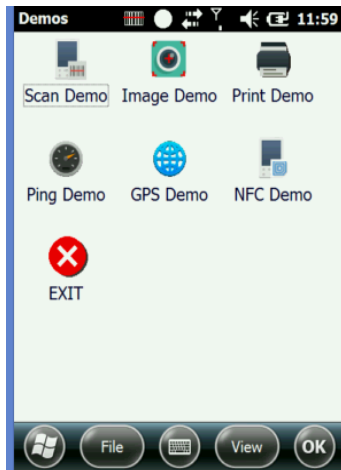 Demos 11:59
Scan Demo Image Demo Print Demo
Ping Demo GPS Demo NFC Demo
EXIT
File View OK